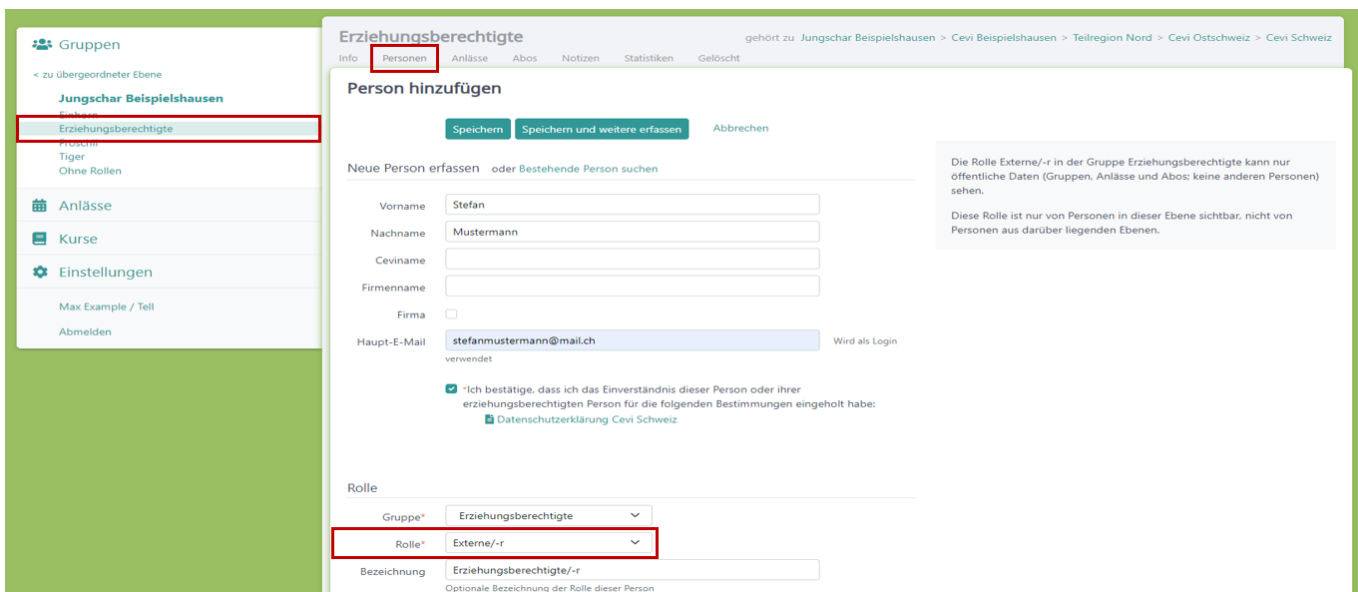 Gruppen
< zu übergeordneter Ebene
Jungschar Beispielshausen
Einhorn
Erziehungsberechtigte
Fröschli
Tiger
Ohne Rollen
Anlässe
Kurse
Einstellungen
Max Example / Tell
Abmelden
Erziehungsberechtigte
gehört zu Jungschar Beispielshausen > Cevi Beispielshausen > Teilregion Nord > Cevi Ostschweiz > Cevi Schweiz
Info Personen Anlässe Abos Notizen Statistiken Gelöscht
Person hinzufügen
Speichern Speichern und weitere erfassen Abbrechen
Neue Person erfassen oder Bestehende Person suchen
Vorname Stefan
Nachname Mustermann
Ceviname
Firmenname
Firma
Haupt-E-Mail stefanmustermann@mail.ch Wird als Login
verwendet
*Ich bestätige, dass ich das Einverständnis dieser Person oder ihrer
erziehungsberechtigten Person für die folgenden Bestimmungen eingeholt habe:
Datenschutzerklärung Cevi Schweiz
Rolle
Gruppe* Erziehungsberechtigte
Rolle* Externe/-r
Bezeichnung Erziehungsberechtigte/-r
Optionale Bezeichnung der Rolle dieser Person
Die Rolle Externe/-r in der Gruppe Erziehungsberechtigte kann nur
öffentliche Daten (Gruppen, Anlässe und Abos; keine anderen Personen)
sehen.
Diese Rolle ist nur von Personen in dieser Ebene sichtbar, nicht von
Personen aus darüber liegenden Ebenen.